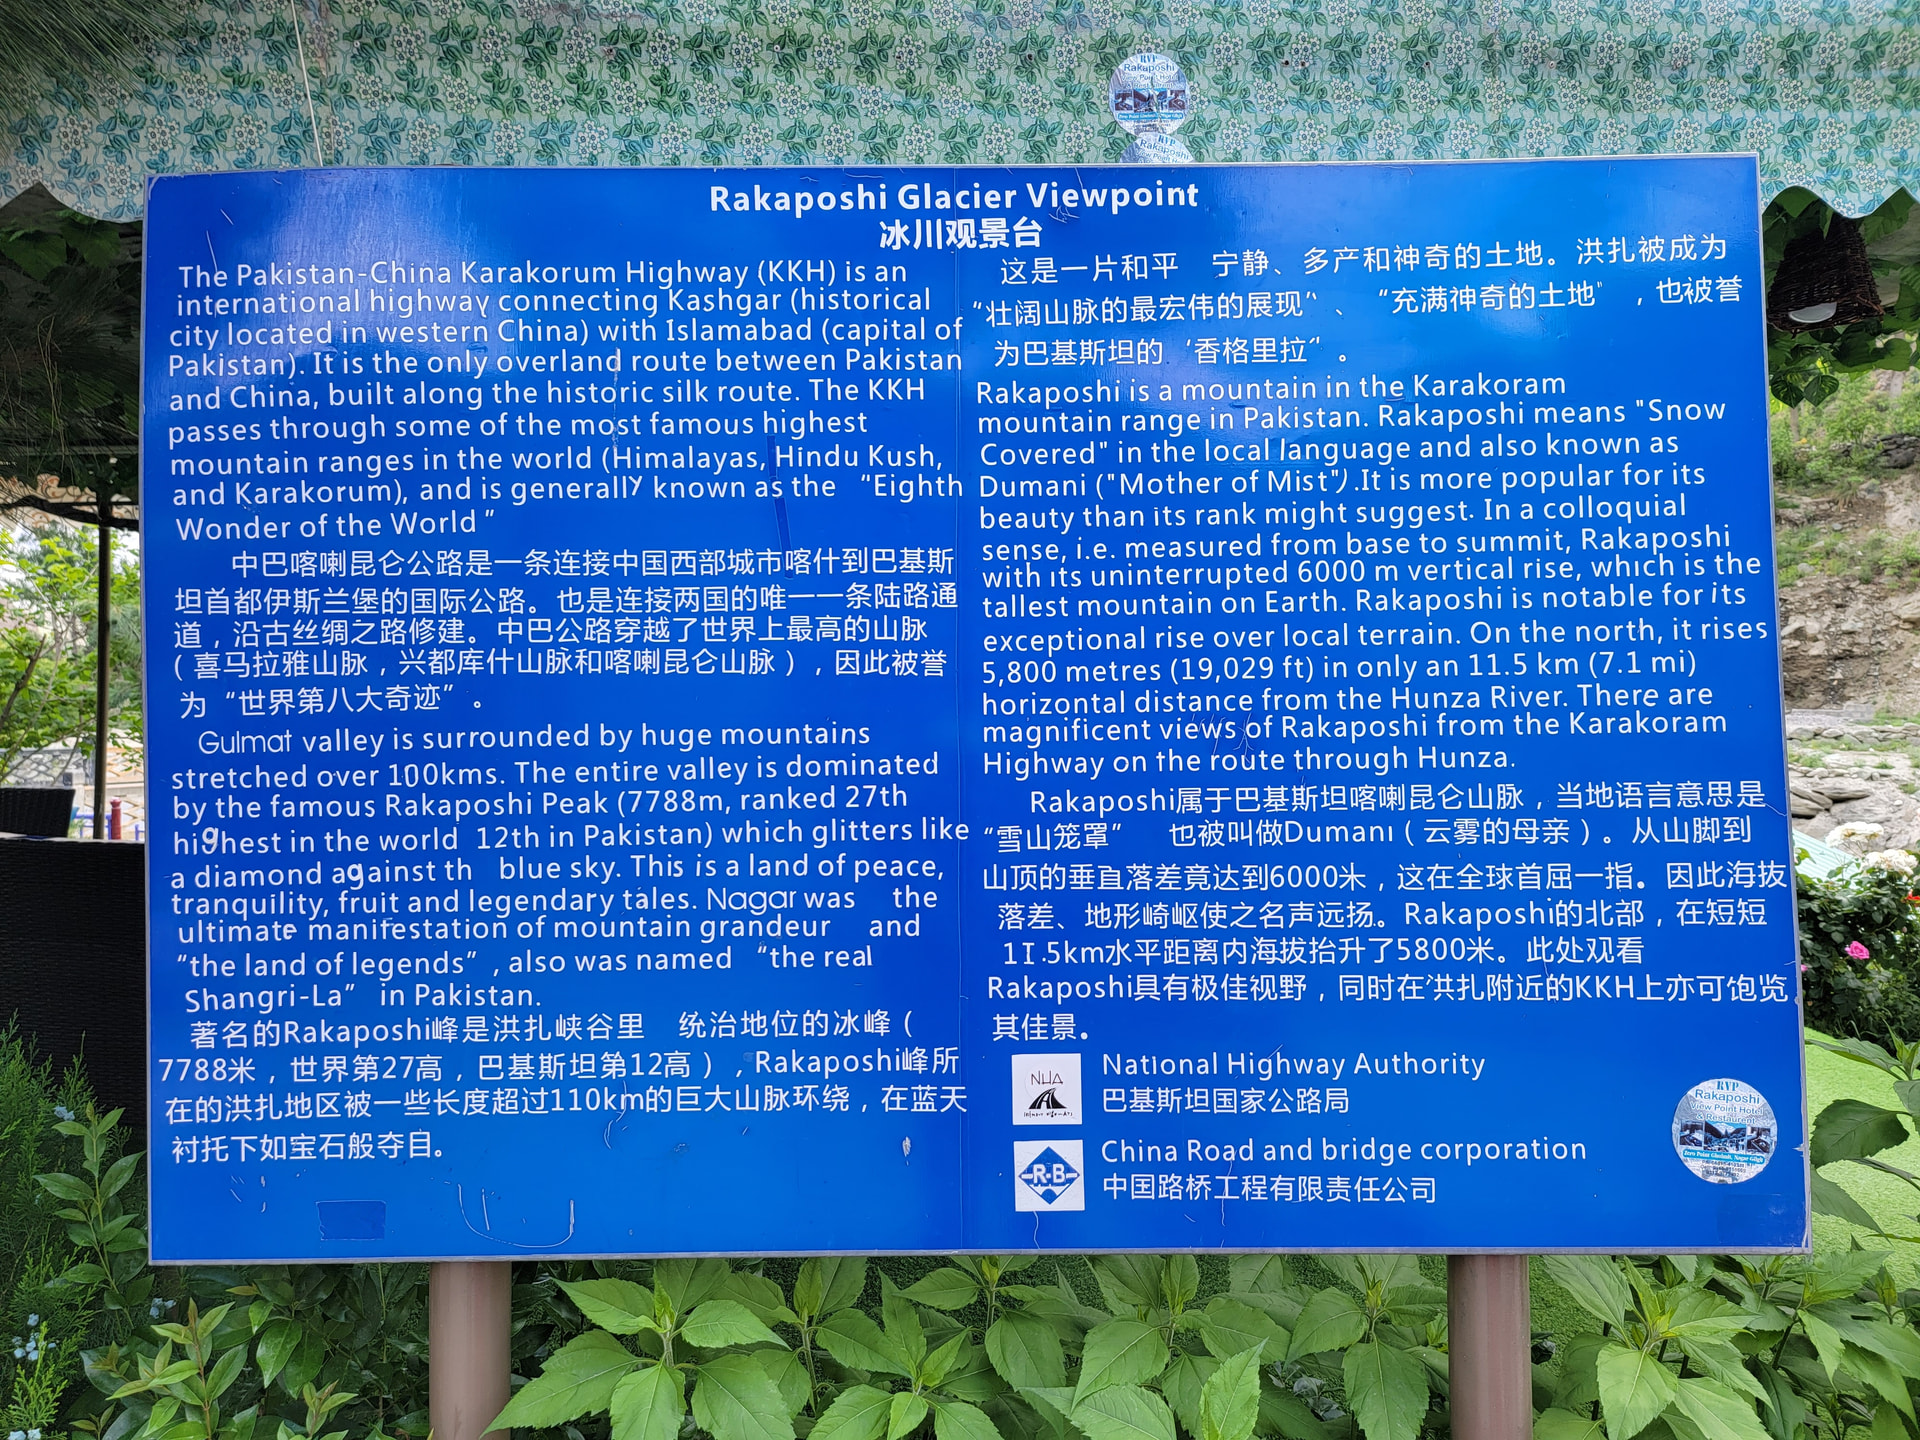 Rakaposhi Glacier Viewpoint
冰川观景台
The Pakistan-China Karakorum Highway (KKH) is an
international highway connecting Kashgar (historical
city located in western China) with Islamabad (capital of
Pakistan). It is the only overland route between Pakistan
and China, built along the historic silk route. The KKH
passes through some of the most famous highest
mountain ranges in the world (Himalayas, Hindu Kush,
and Karakorum), and is generally known as the “Eighth
Wonder of the World”
中巴喀喇昆仑公路是一条连接中国西部城市喀什到巴基斯
坦首都伊斯兰堡的国际公路。也是连接两国的唯一一条陆路通
道，沿古丝绸之路修建。中巴公路穿越了世界上最高的山脉
（喜马拉雅山脉，兴都库什山脉和喀喇昆仑山脉），因此被誉
为“世界第八大奇迹”。
Gulmat valley is surrounded by huge mountains
stretched over 100kms. The entire valley is dominated
by the famous Rakaposhi Peak (7788m, ranked 27th
highest in the world 12th in Pakistan) which glitters like
a diamond against th blue sky. This is a land of peace,
tranquility, fruit and legendary tales. Nagar was the
ultimate manifestation of mountain grandeur and
“the land of legends”, also was named “the real
Shangri-La” in Pakistan.
著名的Rakaposhi峰是洪扎峡谷里 统治地位的冰峰（
7788米，世界第27高，巴基斯坦第12高），Rakaposhi峰所
在的洪扎地区被一些长度超过110km的巨大山脉环绕，在蓝天
衬托下如宝石般夺目。
这是一片和平 宁静、多产和神奇的土地。洪扎被成为
“壮阔山脉的最宏伟的展现”、“充满神奇的土地”，也被誉
为巴基斯坦的‘香格里拉”。
Rakaposhi is a mountain in the Karakoram
mountain range in Pakistan. Rakaposhi means "Snow
Covered" in the local language and also known as
Dumani ("Mother of Mist").It is more popular for its
beauty than its rank might suggest. In a colloquial
sense, i.e. measured from base to summit, Rakaposhi
with its uninterrupted 6000 m vertical rise, which is the
tallest mountain on Earth. Rakaposhi is notable for its
exceptional rise over local terrain. On the north, it rises
5,800 metres (19,029 ft) in only an 11.5 km (7.1 mi)
horizontal distance from the Hunza River. There are
magnificent views of Rakaposhi from the Karakoram
Highway on the route through Hunza.
Rakaposhi属于巴基斯坦喀喇昆仑山脉，当地语言意思是
“雪山笼罩” 也被叫做Dumani（云雾的母亲）。从山脚到
山顶的垂直落差竟达到6000米，这在全球首屈一指。因此海拔
落差、地形崎岖使之名声远扬。Rakaposhi的北部，在短短
11.5km水平距离内海拔抬升了5800米。此处观看
Rakaposhi具有极佳视野，同时在洪扎附近的KKH上亦可饱览
其佳景。
NHA
National Highway Authority
巴基斯坦国家公路局
R-B
China Road and bridge corporation
中国路桥工程有限责任公司
RVP
Rakaposhi
View Point Hotel
& Restaurant
RVP
Rakaposhi
RVP
Rakaposhi